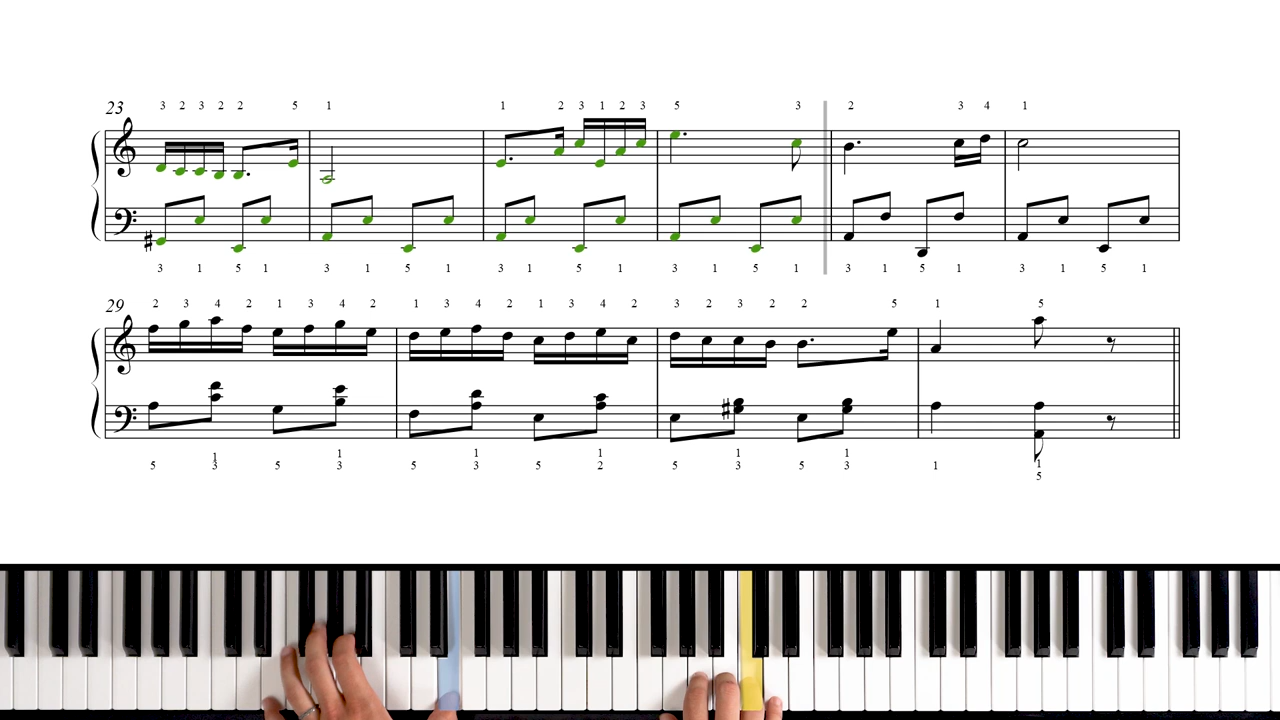 23 3 2 3 2 2 5 1 1 2 3 1 2 3 5 3 2 3 4 1
3 1 5 1 3 1 5 1 3 1 5 1 3 1 5 1 3 1 5 1 3 1 5 1
29 2 3 4 2 1 3 4 2 1 3 4 2 1 3 4 2 3 2 3 2 2 5 1 5
1 1 1 1 1 1 1
5 3 5 3 5 3 5 2 5 3 5 3 1 5